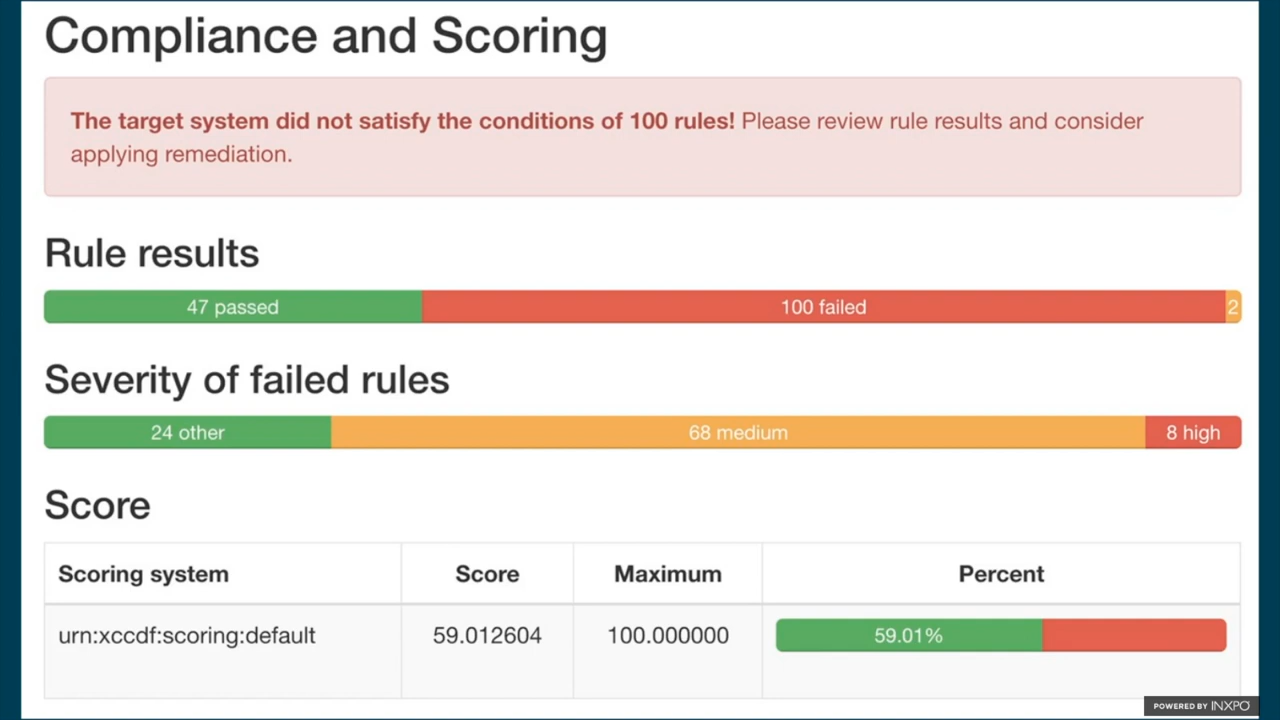 Compliance and Scoring
The target system did not satisfy the conditions of 100 rules! Please review rule results and consider
applying remediation.
Rule results
47 passed 100 failed 2
Severity of failed rules
24 other 68 medium 8 high
Score
Scoring system Score Maximum Percent
urn:xccdf:scoring:default 59.012604 100.000000 59.01%
POWERED BY INXPO